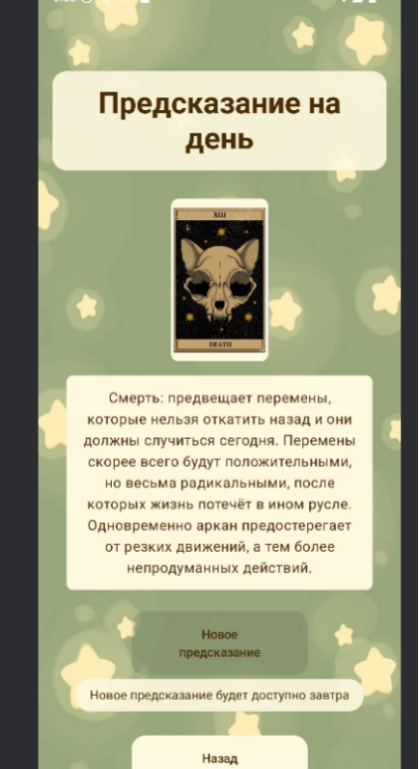 Предсказание на
день
XIII
DEATH
Смерть: предвещает перемены,
которые нельзя откатить назад и они
должны случиться сегодня. Перемены
скорее всего будут положительными,
но весьма радикальными, после
которых жизнь потечёт в ином русле.
Одновременно аркан предостерегает
от резких движений, а тем более
непродуманных действий.
Новое
предсказание
Новое предсказание будет доступно завтра
Назад